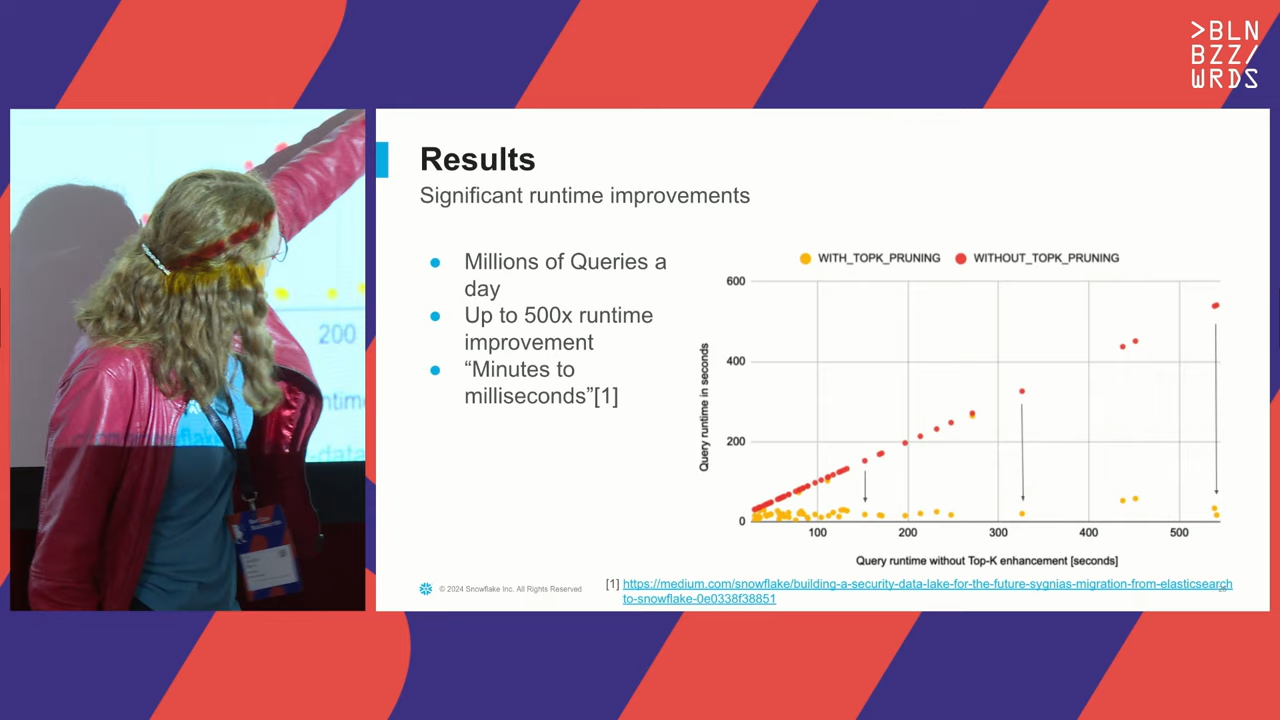 >BLN
BZZ/
WRDS
Results
Significant runtime improvements
● Millions of Queries a
day
● Up to 500x runtime
improvement
● “Minutes to
milliseconds”[1]
WITH_TOPK_PRUNING
WITHOUT_TOPK_PRUNING
Query runtime in seconds
600
400
200
0
100
200
300
400
500
Query runtime without Top-K enhancement [seconds]
© 2024 Snowflake Inc. All Rights Reserved
[1] https://medium.com/snowflake/building-a-security-data-lake-for-the-future-sygnias-migration-from-elasticsearch
to-snowflake-0e0338f38851
200